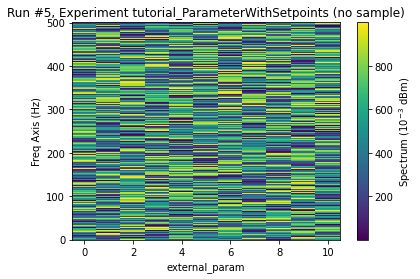 Run #5, Experiment tutorial_ParameterWithSetpoints (no sample)
500
400
300
200
100
0
Freq Axis (Hz)
0 2 4 6 8 10
external_param
800
600
400
200
Spectrum (10⁻³ dBm)